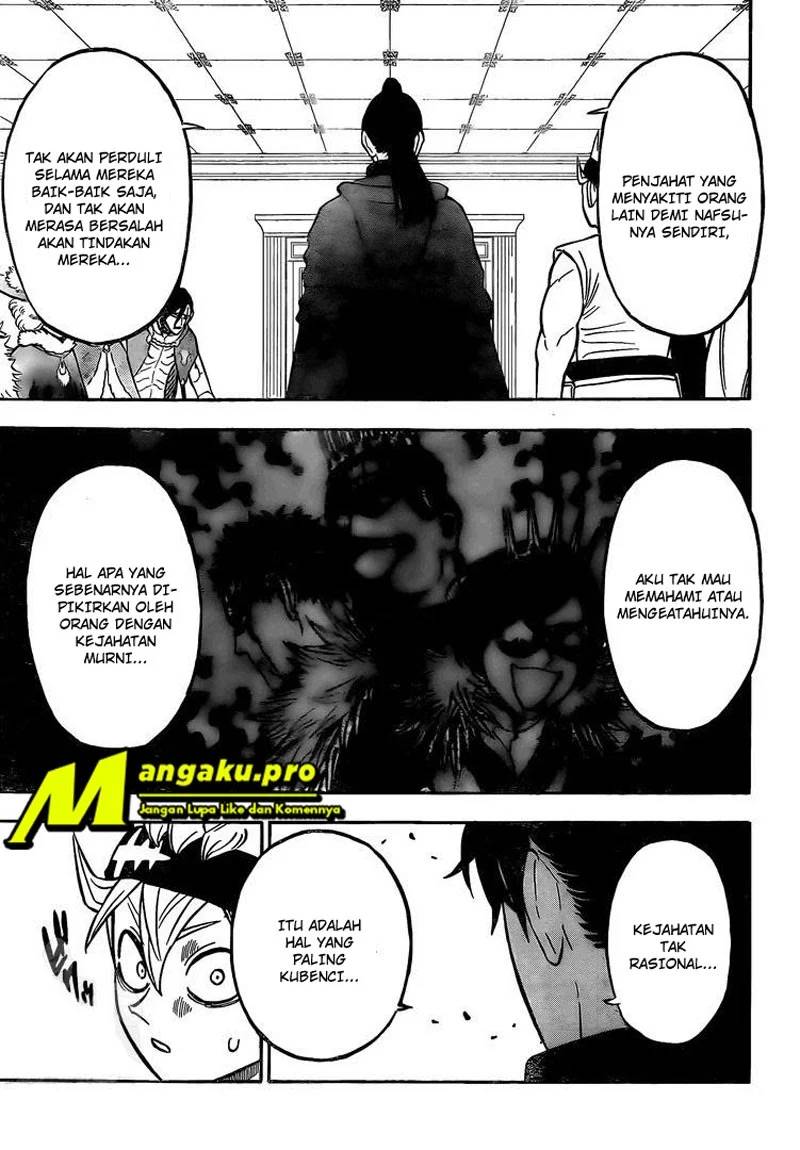 PENJAHAT YANG
MENYAKITI ORANG
LAIN DEMI NAFSU-
NYA SENDIRI,
TAK AKAN PERDULI
SELAMA MEREKA
BAIK-BAIK SAJA,
DAN TAK AKAN
MERASA BERSALAH
AKAN TINDAKAN
MEREKA...
AKU TAK MAU
MEMAHAMI ATAU
MENGEATAHUINYA.
HAL APA YANG
SEBENARNYA DI-
PIKIRKAN OLEH
ORANG DENGAN
KEJAHATAN
MURNI...
Mangaku.pro
Jangan Lupa Like dan Komennya
KEJAHATAN
TAK
RASIONAL...
ITU ADALAH
HAL YANG
PALING
KUBENCI...